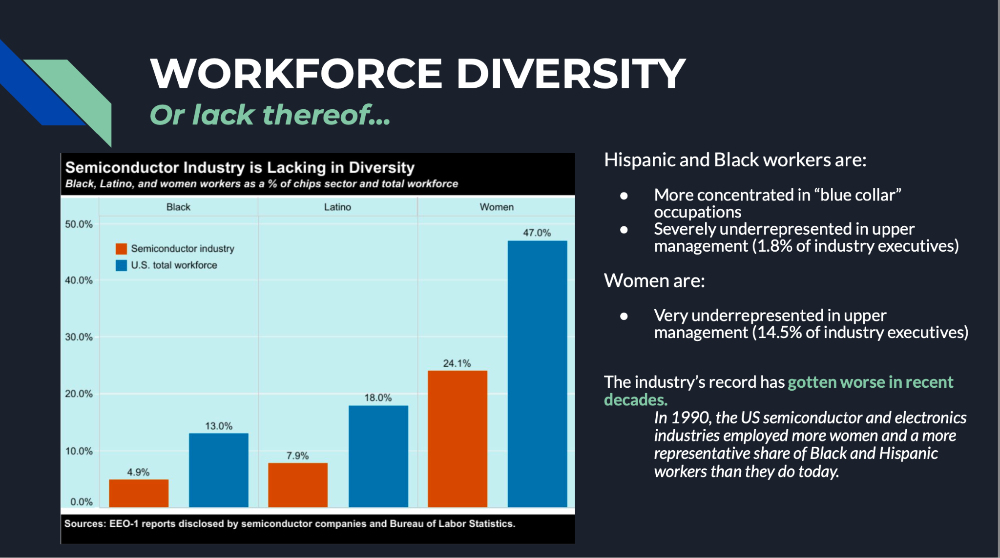 WORKFORCE DIVERSITY
Or lack thereof...
Semiconductor Industry is Lacking in Diversity
Black, Latino, and women workers as a % of chips sector and total workforce
Black
Latino
Women
50.0%
40.0%
30.0%
20.0%
10.0%
0.0%
Semiconductor industry
U.S. total workforce
4.9%
13.0%
7.9%
18.0%
24.1%
47.0%
Sources: EEO-1 reports disclosed by semiconductor companies and Bureau of Labor Statistics.
Hispanic and Black workers are:
● More concentrated in “blue collar”
occupations
● Severely underrepresented in upper
management (1.8% of industry executives)
Women are:
● Very underrepresented in upper
management (14.5% of industry executives)
The industry’s record has gotten worse in recent
decades.
In 1990, the US semiconductor and electronics
industries employed more women and a more
representative share of Black and Hispanic
workers than they do today.